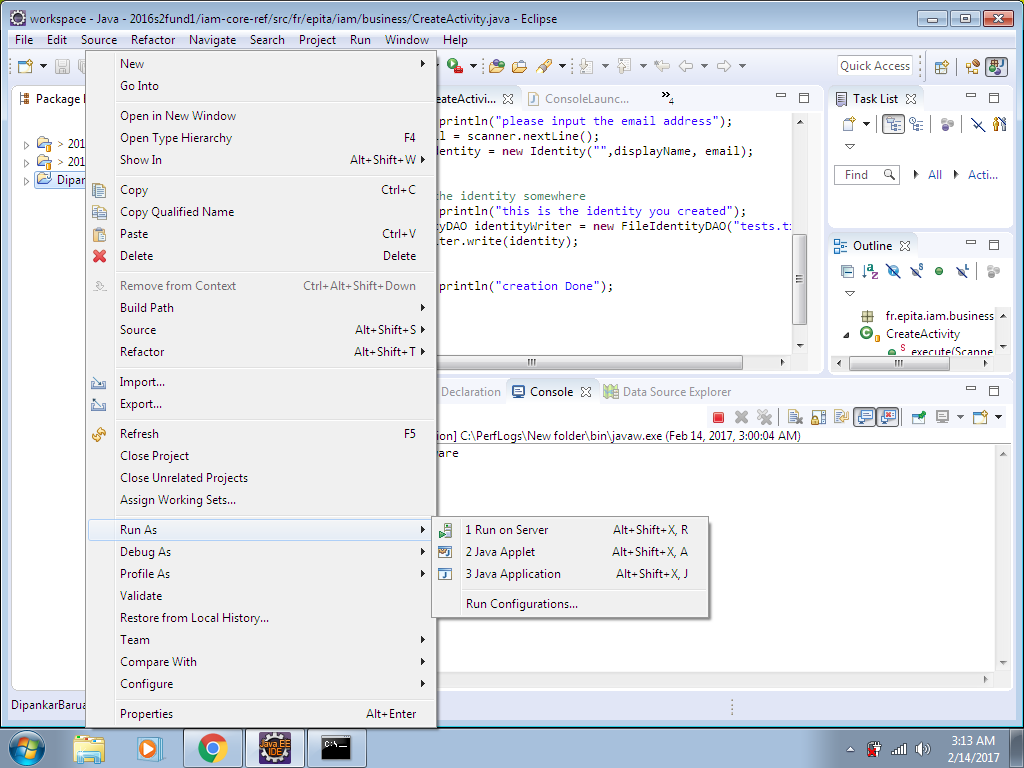 workspace - Java - 2016s2fund1/iam-core-ref/src/fr/epita/iam/business/CreateActivity.java - Eclipse
File Edit Source Refactor Navigate Search Project Run Window Help
Quick Access
Package
> 201
> 201
Dipan
New
Go Into
Open in New Window
Open Type Hierarchy F4
Show In Alt+Shift+W
Copy Ctrl+C
Copy Qualified Name
Paste Ctrl+V
Delete Delete
Remove from Context Ctrl+Alt+Shift+Down
Build Path
Source Alt+Shift+S
Refactor Alt+Shift+T
Import...
Export...
Refresh F5
Close Project
Close Unrelated Projects
Assign Working Sets...
Run As
Debug As
Profile As
Validate
Restore from Local History...
Team
Compare With
Configure
Properties Alt+Enter
1 Run on Server Alt+Shift+X, R
2 Java Applet Alt+Shift+X, A
3 Java Application Alt+Shift+X, J
Run Configurations...
eateActivi... ConsoleLaunc... »4
println("please input the email address");
l = scanner.nextLine();
dentity = new Identity("",displayName, email);
he identity somewhere
println("this is the identity you created");
tyDAO identityWriter = new FileIdentityDAO("tests.t
ter.write(identity);
println("creation Done");
Task List
Find All Acti...
Outline
fr.epita.iam.business
CreateActivity
execute(Scanne
Declaration Console Data Source Explorer
ion] C:\PerfLogs\New folder\bin\javaw.exe (Feb 14, 2017, 3:00:04 AM)
are
DipankarBarua
Java EE
IDE
C:\
3:13 AM
2/14/2017